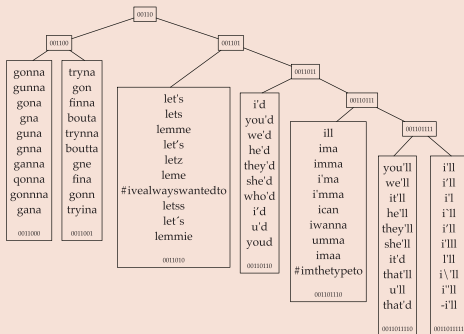 00110
001100
001101
0011011
00110111
001101111
gonna
gunna
gona
gna
guna
gnna
ganna
qonna
gonnna
gana
0011000
tryna
gon
finna
bouta
trynna
boutta
gne
fina
gonn
tryina
0011001
let's
lets
lemme
let’s
letz
leme
#ivealwayswantedto
letss
let´s
lemmie
0011010
i'd
you'd
we'd
he'd
they'd
she'd
who'd
i’d
u'd
youd
00110110
ill
ima
imma
i'ma
i'mma
ican
iwanna
umma
imaa
#imthetypeto
001101110
you'll
we'll
it'll
he'll
they'll
she'll
it'd
that'll
u'll
that'd
0011011110
i'll
i’ll
i'l
i`ll
i´ll
i'lll
l'll
i\'ll
i''ll
-i'll
0011011111